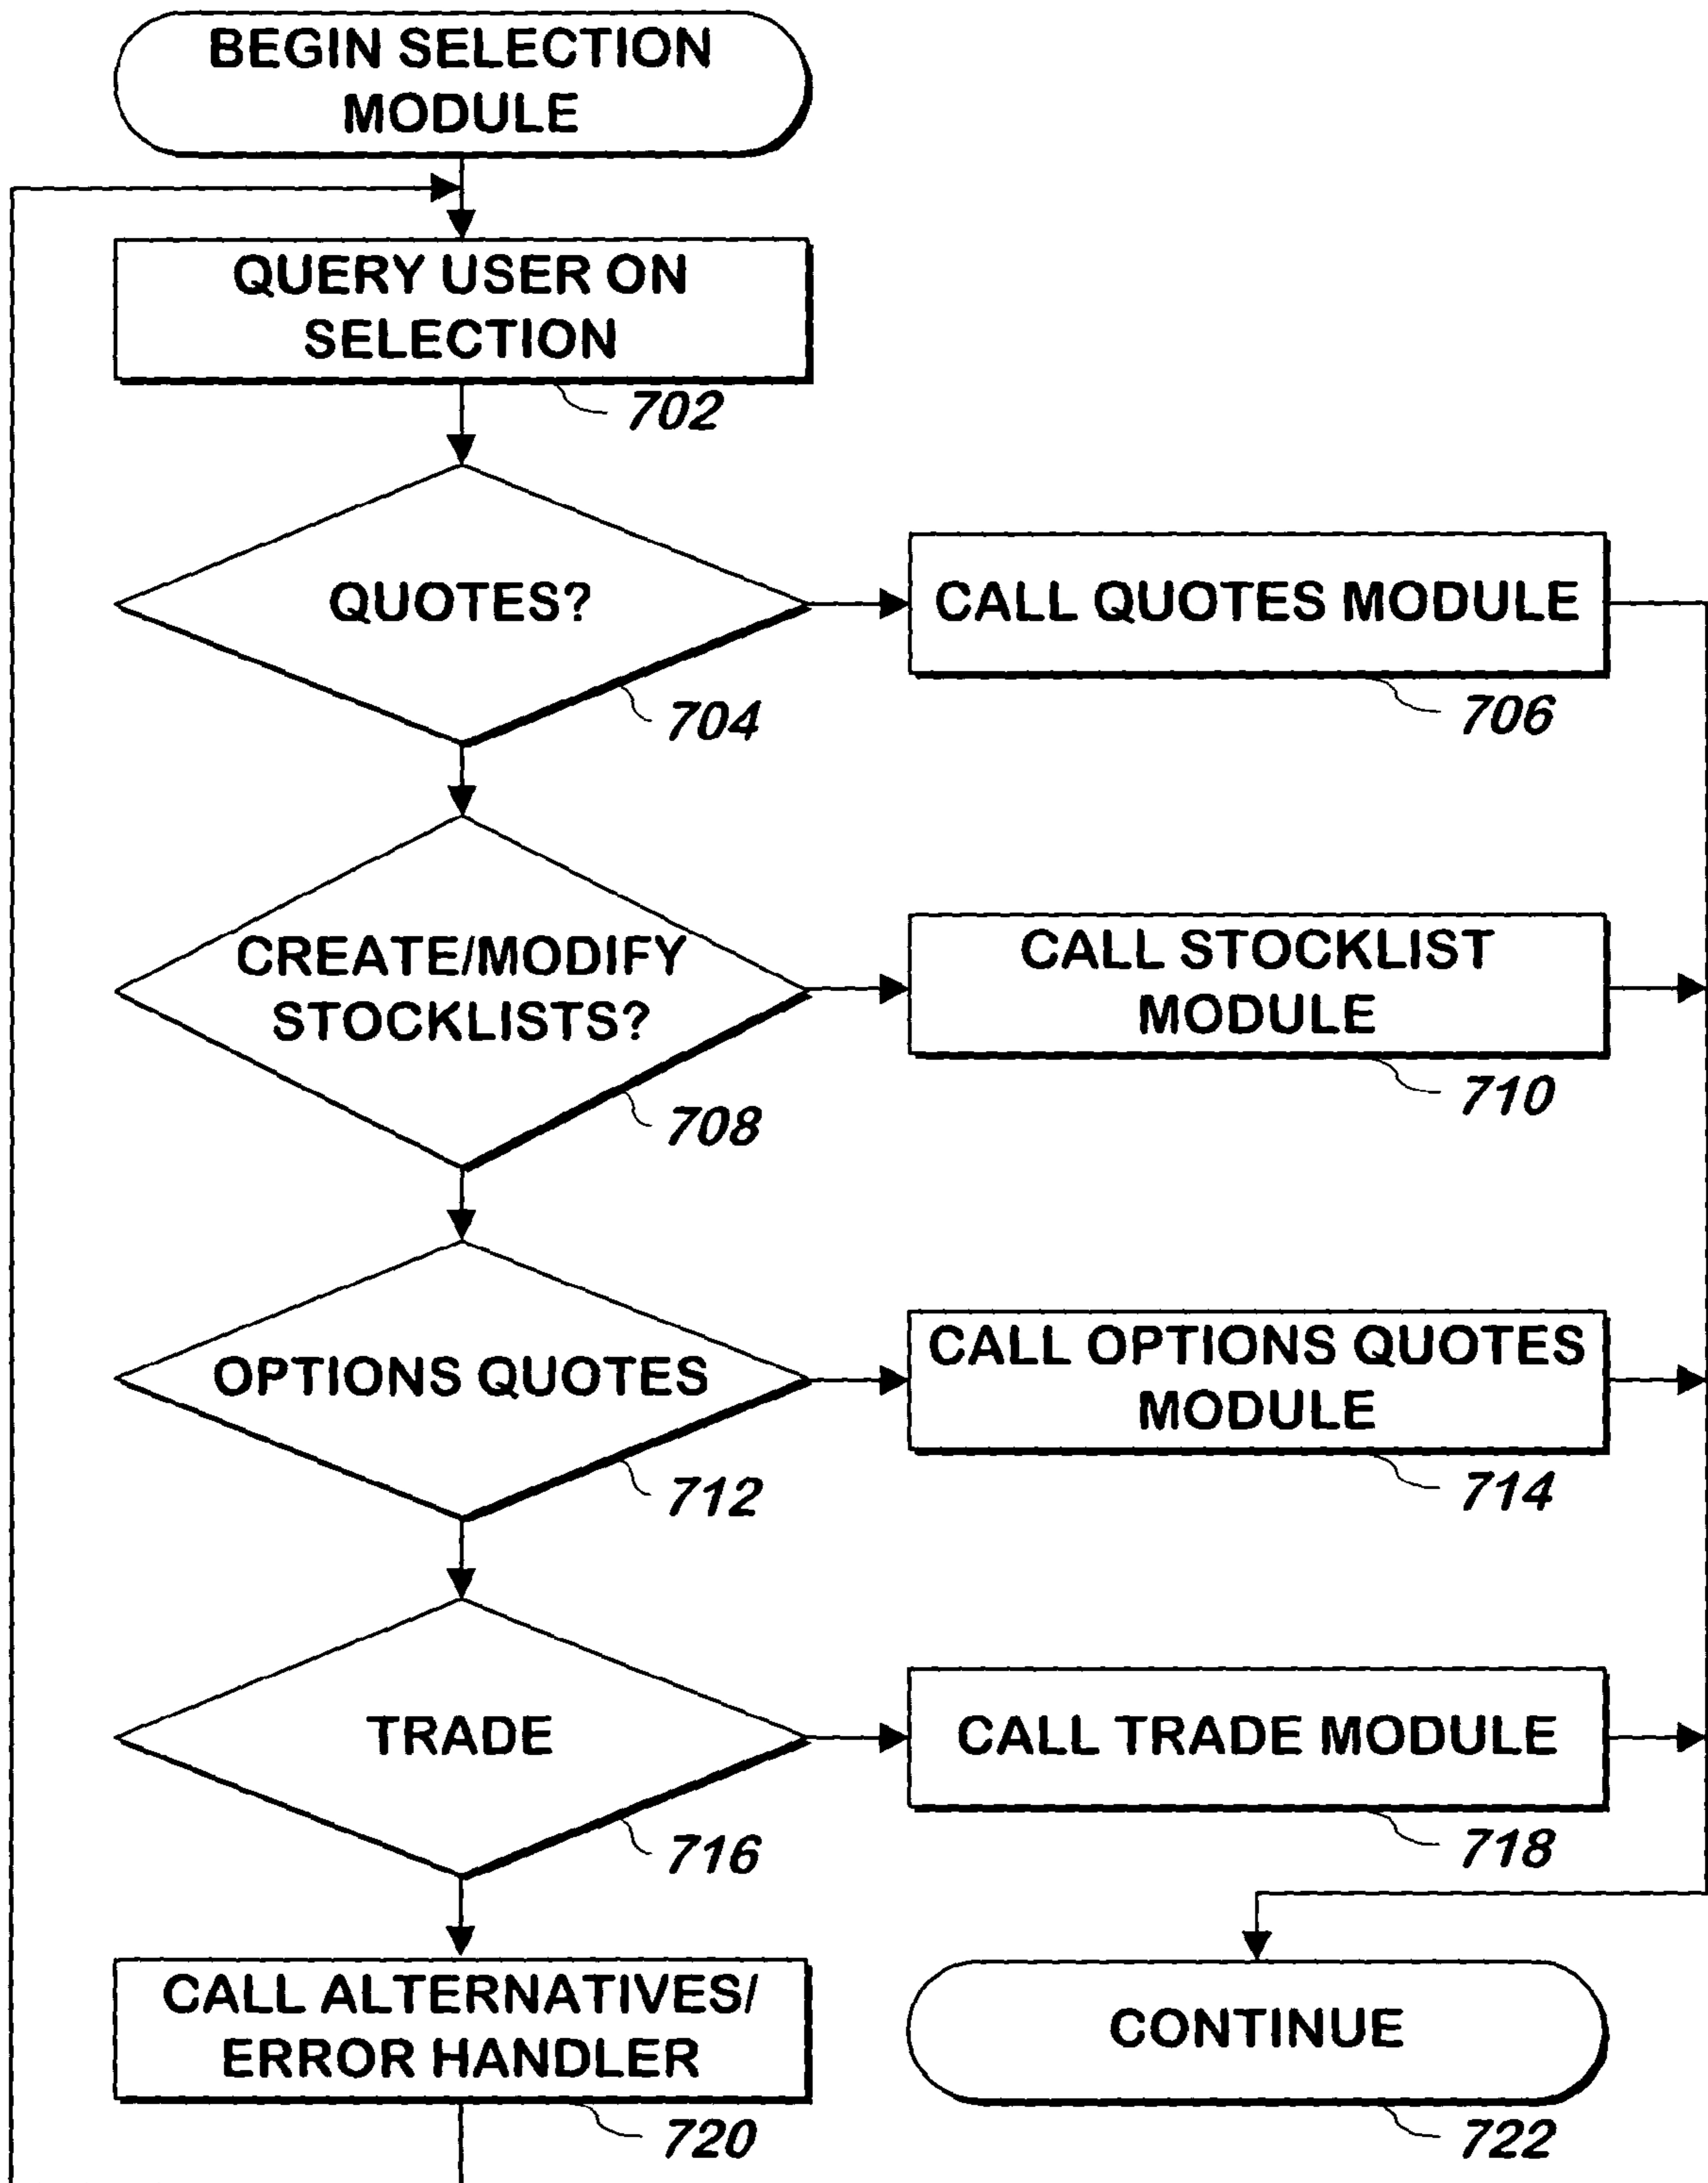 BEGIN SELECTION
MODULE
QUERY USER ON
SELECTION
702
QUOTES?
704
CALL QUOTES MODULE
706
CREATE/MODIFY
STOCKLISTS?
708
CALL STOCKLIST
MODULE
710
OPTIONS QUOTES
712
CALL OPTIONS QUOTES
MODULE
714
TRADE
716
CALL TRADE MODULE
718
CALL ALTERNATIVES/
ERROR HANDLER
720
CONTINUE
722